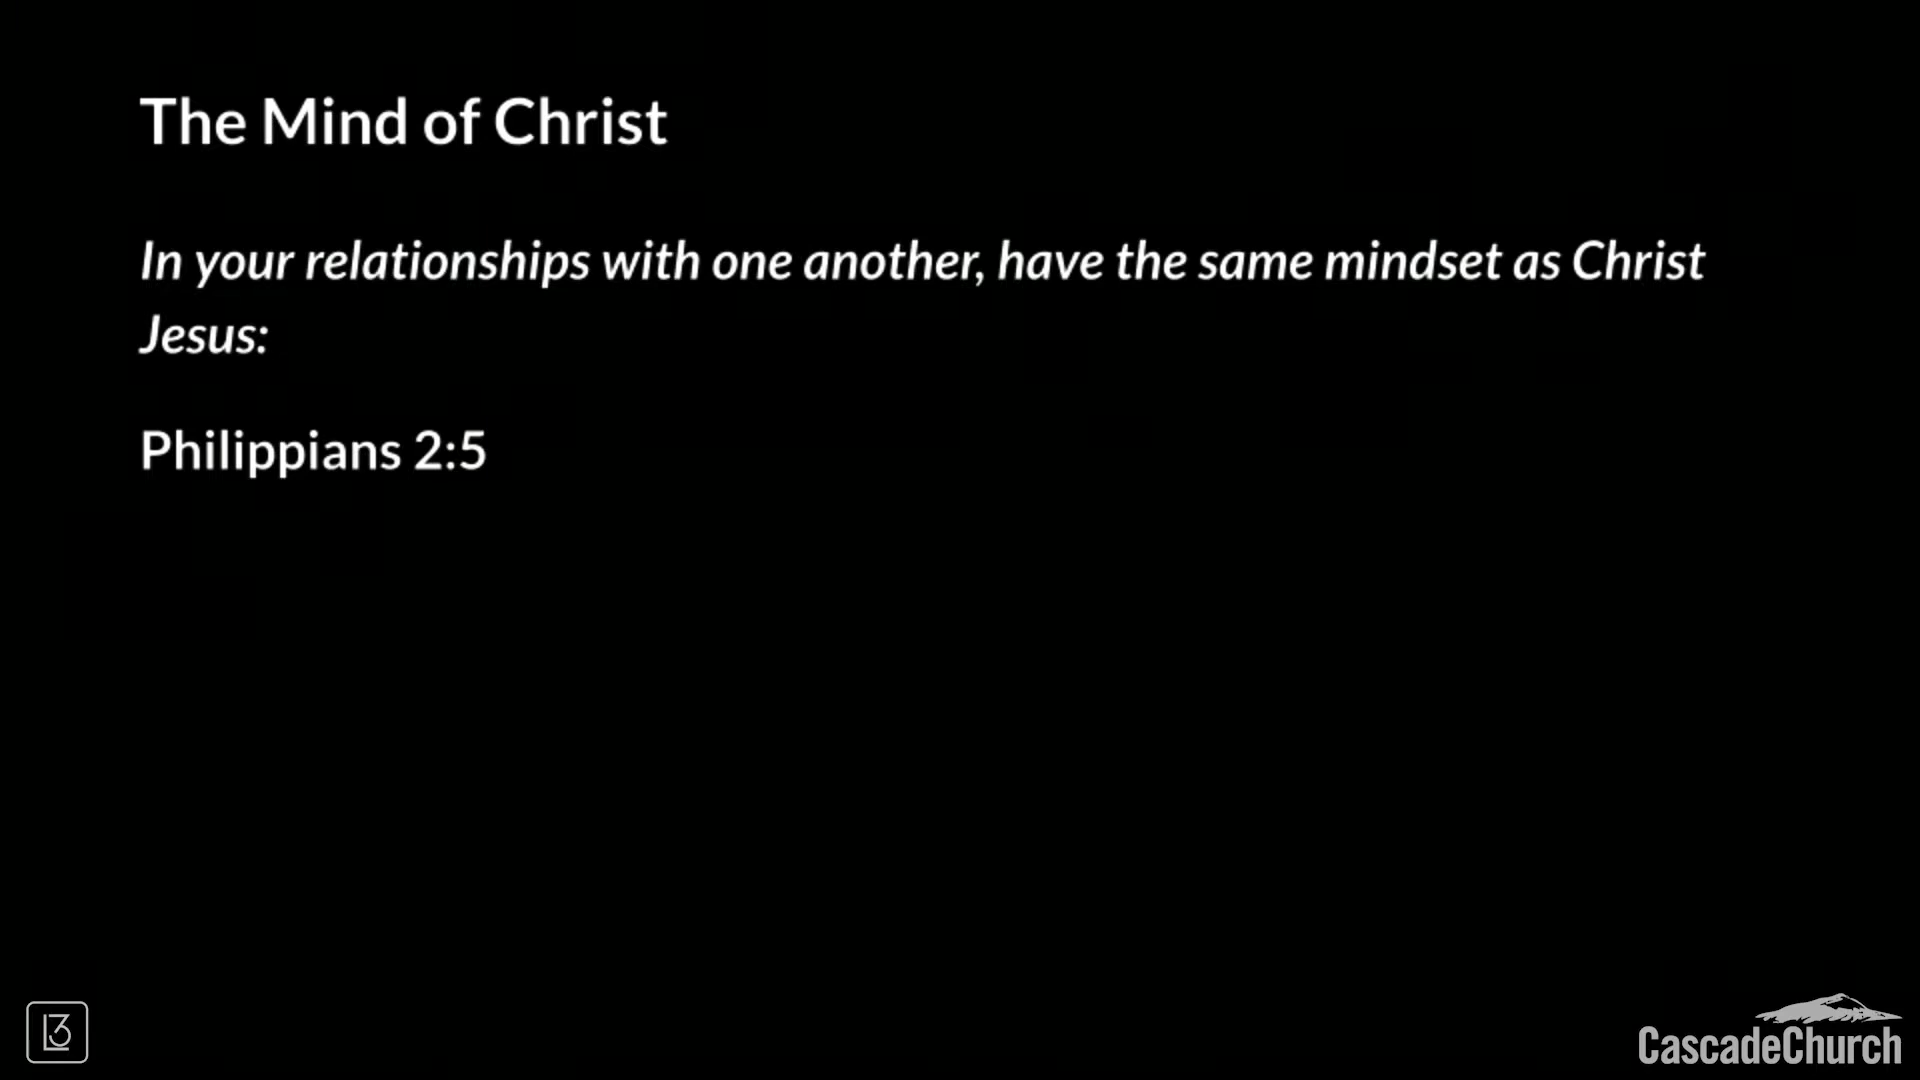 The Mind of Christ
In your relationships with one another, have the same mindset as Christ
Jesus:
Philippians 2:5
L3
CascadeChurch